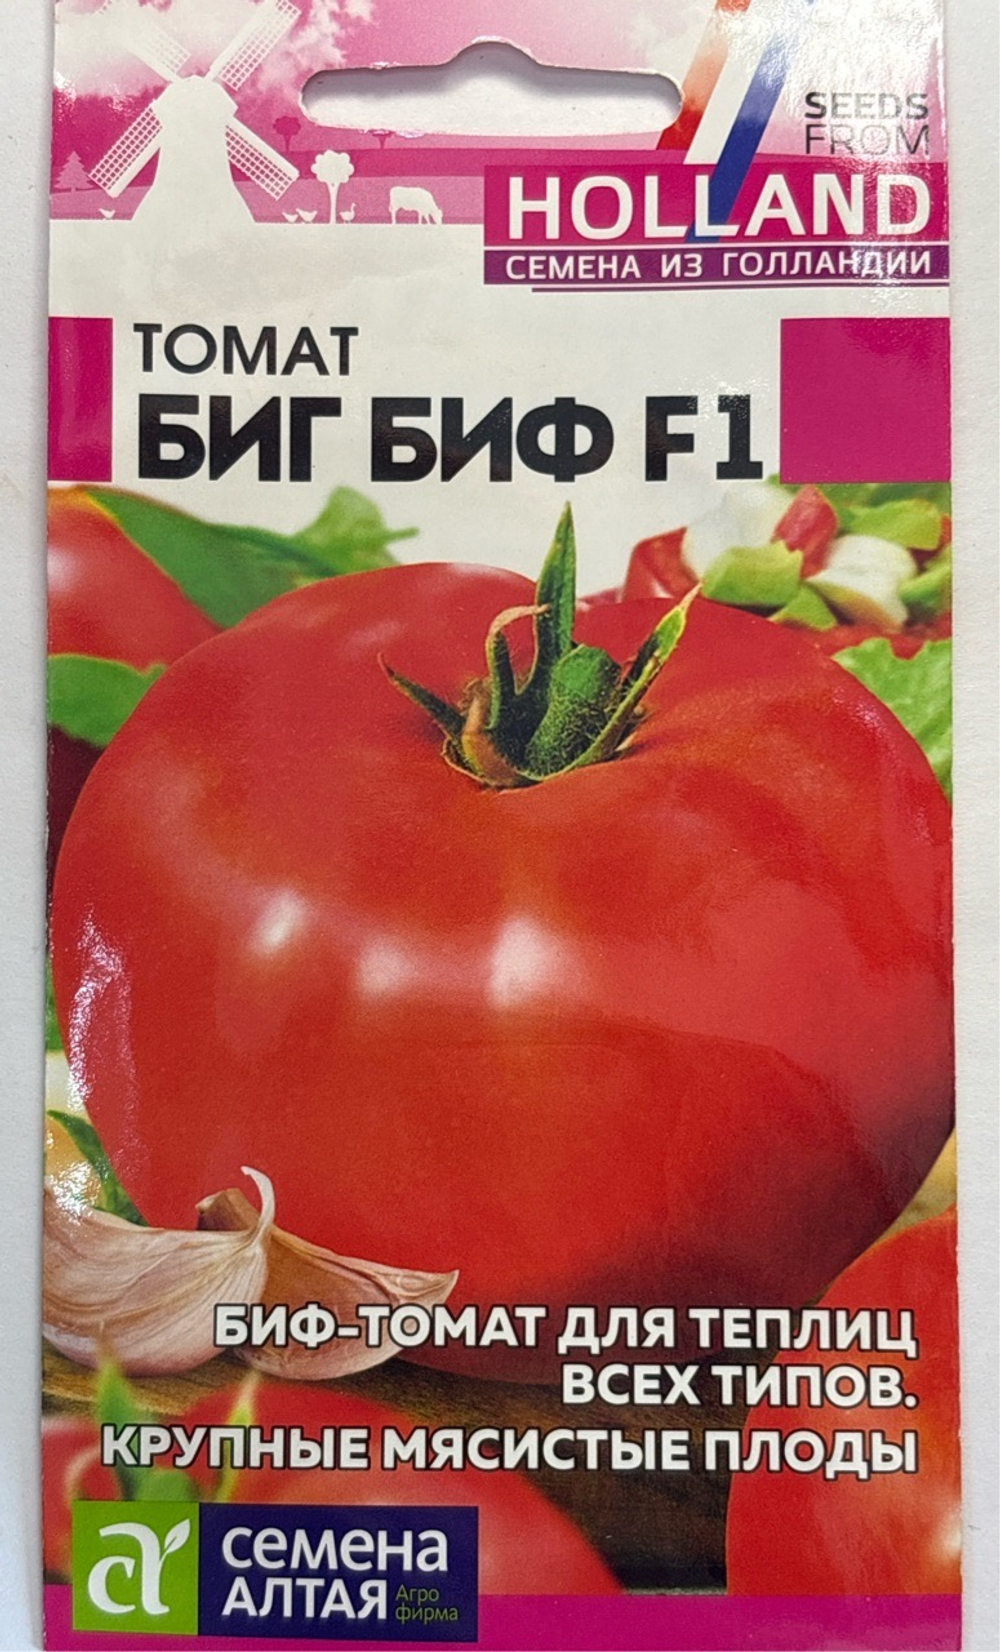 SEEDS
FROM
HOLLAND
СЕМЕНА ИЗ ГОЛЛАНДИИ
ТОМАТ
БИГ БИФ F1
БИФ-ТОМАТ ДЛЯ ТЕПЛИЦ
ВСЕХ ТИПОВ.
КРУПНЫЕ МЯСИСТЫЕ ПЛОДЫ
семена
АЛТАЯ
Агро
фирма